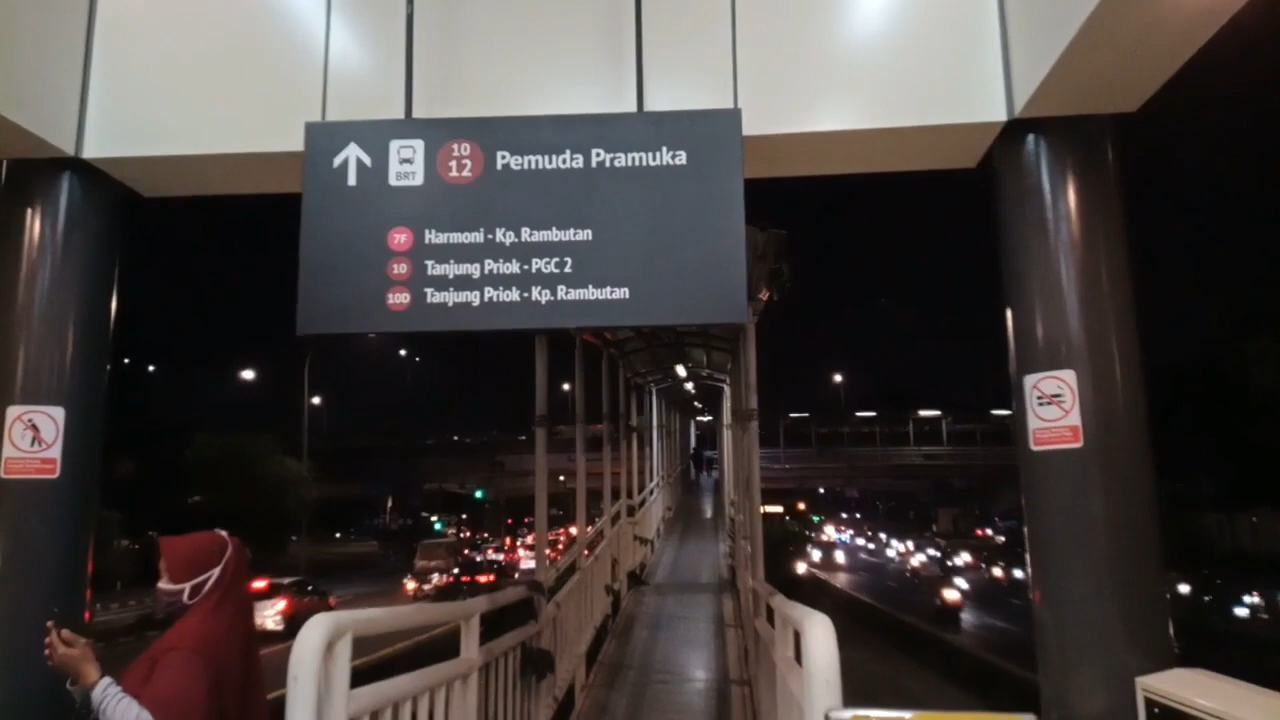 BRT
10
12
Pemuda Pramuka
7F Harmoni - Kp. Rambutan
10 Tanjung Priok - PGC 2
10D Tanjung Priok - Kp. Rambutan